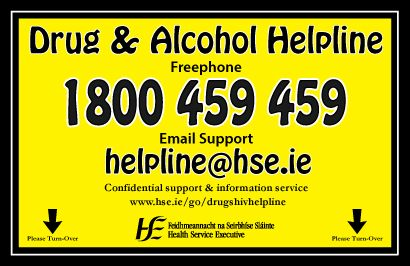 Drug & Alcohol Helpline
Freephone
1800 459 459
Email Support
helpline@hse.ie
Confidential support & information service
www.hse.ie/go/drugshivhelpline
Please Turn-Over
HE Feidhmeannacht na Seirbhíse Sláinte
Health Service Executive
Please Turn-Over